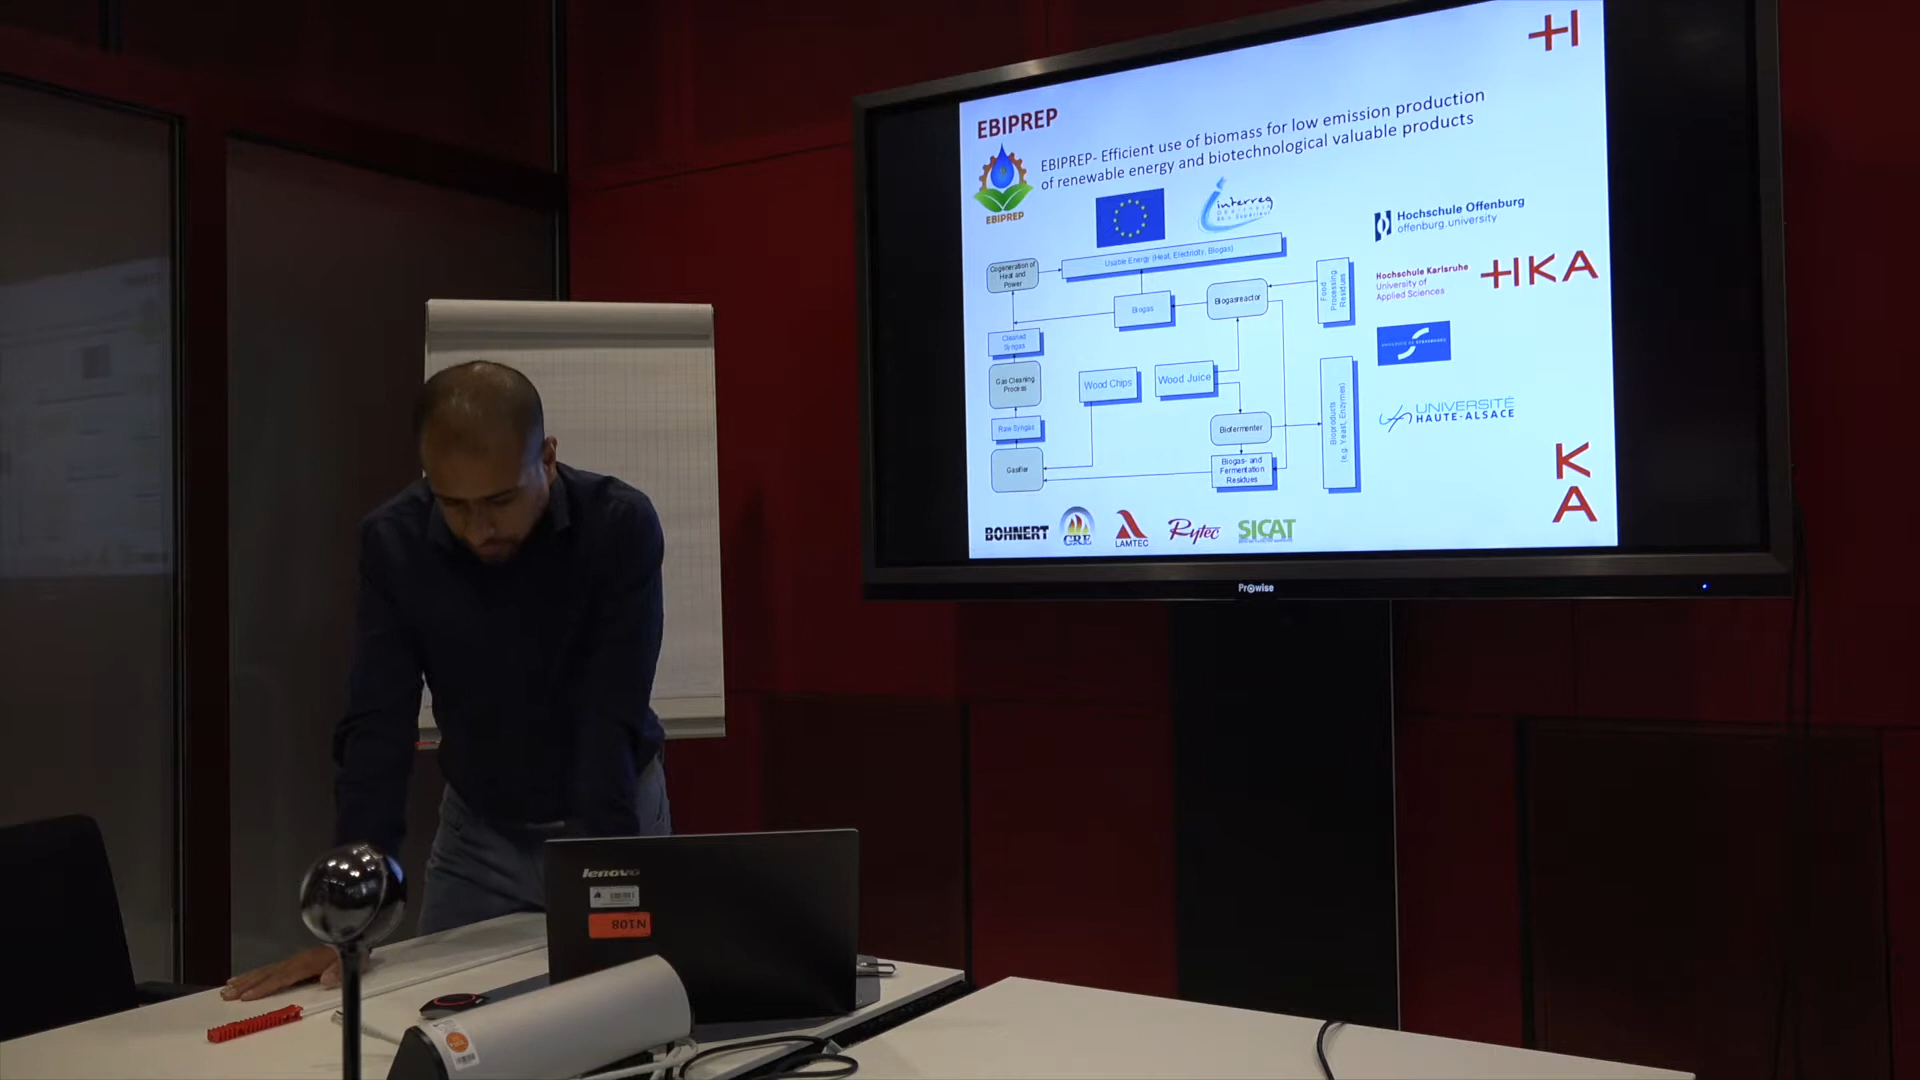 EBIPREP
EBIPREP- Efficient use of biomass for low emission production
of renewable energy and biotechnological valuable products
EBIPREP
interreg
Hochschule Offenburg
offenburg.university
Hochschule Karlsruhe
University of
Applied Sciences
HKA
UNIVERSITÉ
HAUTE-ALSACE
Usable Energy (Heat, Electricity, Biogas)
Cogeneration of
Heat and
Power
Biogas
Biogasreactor
Food
Processing
Residues
Cleaned
Syngas
Gas Cleaning
Process
Wood Chips
Wood Juice
Raw Syngas
Biofermenter
Bioproducts
(e.g. Yeast, Enzymes)
Gasifier
Biogas- and
Fermentation
Residues
H
K
A
BOHNERT
CRE
LAMTEC
Rytec
SICAT
Prowise
lenovo
N108